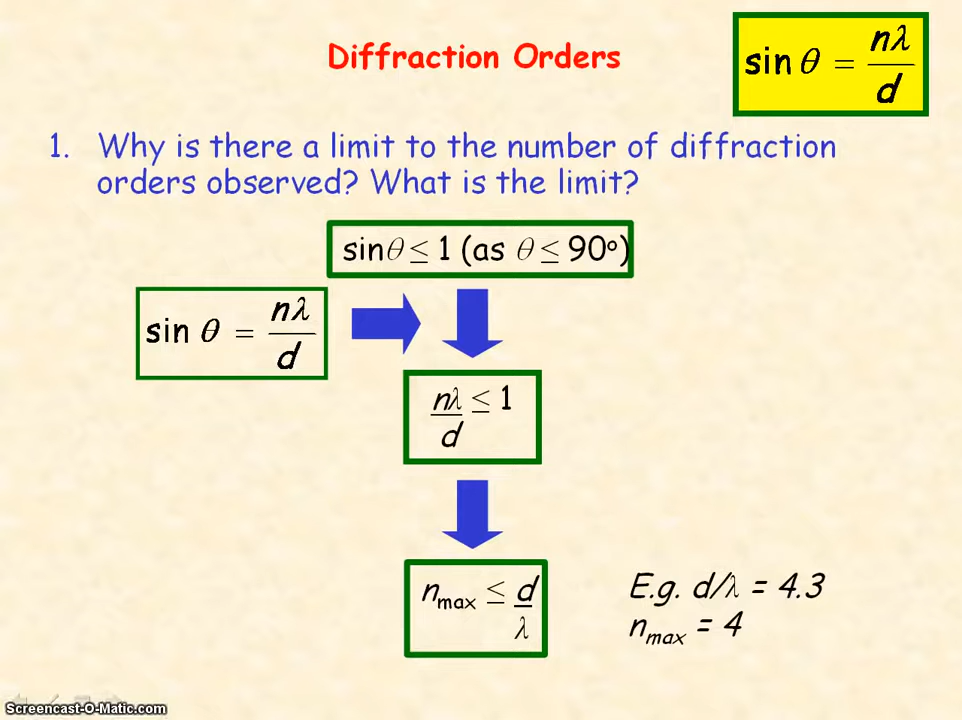 Diffraction Orders
sin θ = nλ/d
1. Why is there a limit to the number of diffraction
orders observed? What is the limit?
sinθ ≤ 1 (as θ ≤ 90º)
sin θ = nλ/d
nλ/d ≤ 1
nmax ≤ d/λ
E.g. d/λ = 4.3
nmax = 4
Screencast-O-Matic.com